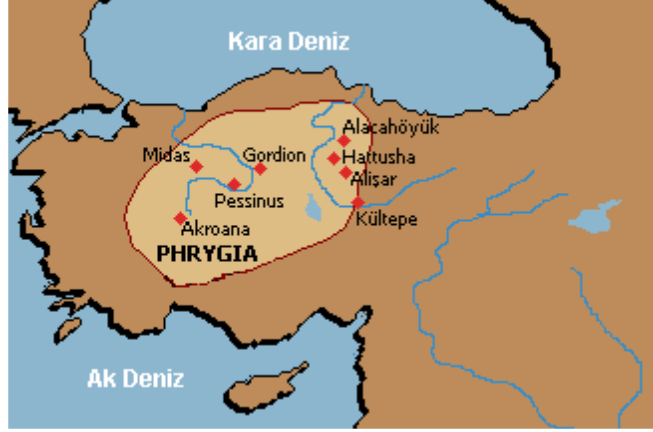 Kara Deniz
Alacahöyük
Midas
Gordion
Hattusha
Alişar
Pessinus
Kültepe
Akroana
PHRYGIA
Ak Deniz